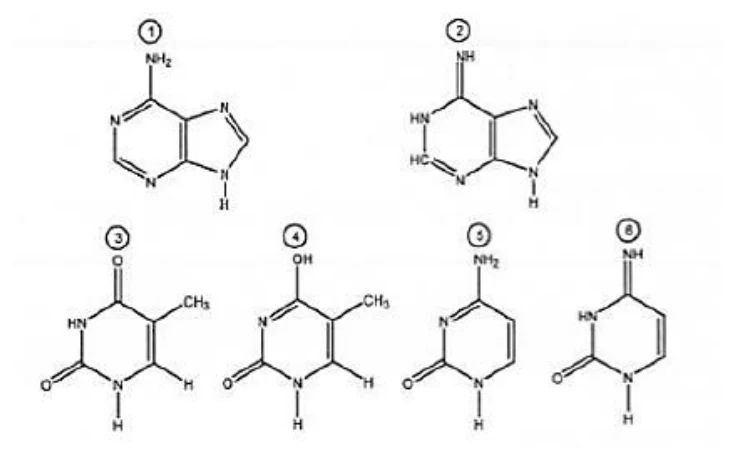 1 2
NH₂ NH
N N HN N
HC
N N N N
H H
3 4 5 6
O OH NH₂ NH
CH₃ CH₃
HN N N HN
O N H O N H O N O N
H H H H